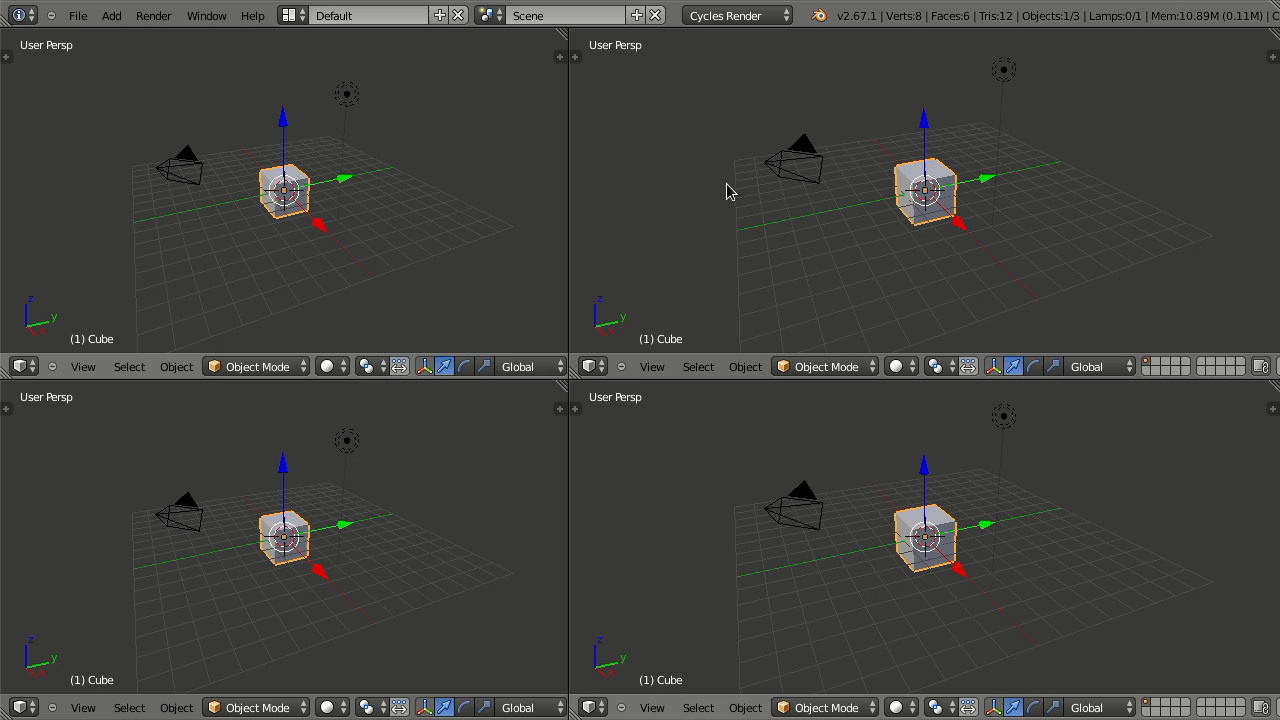 File Add Render Window Help Default Scene Cycles Render v2.67.1 | Verts:8 | Faces:6 | Tris:12 | Objects:1/3 | Lamps:0/1 | Mem:10.89M (0.11M) | C
User Persp User Persp
z y x z y x
(1) Cube (1) Cube
View Select Object Object Mode Global View Select Object Object Mode Global
User Persp User Persp
z y x z y x
(1) Cube (1) Cube
View Select Object Object Mode Global View Select Object Object Mode Global